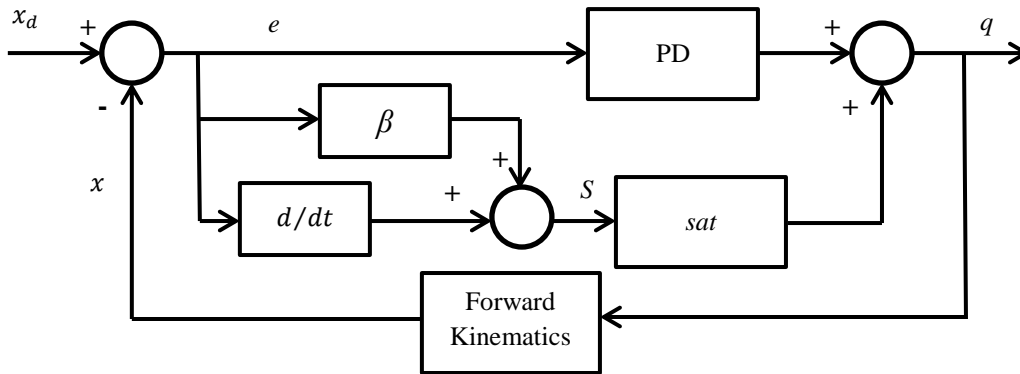 x_d
+
e
PD
+
q
-
β
+
+
x
d/dt
+
S
sat
Forward
Kinematics